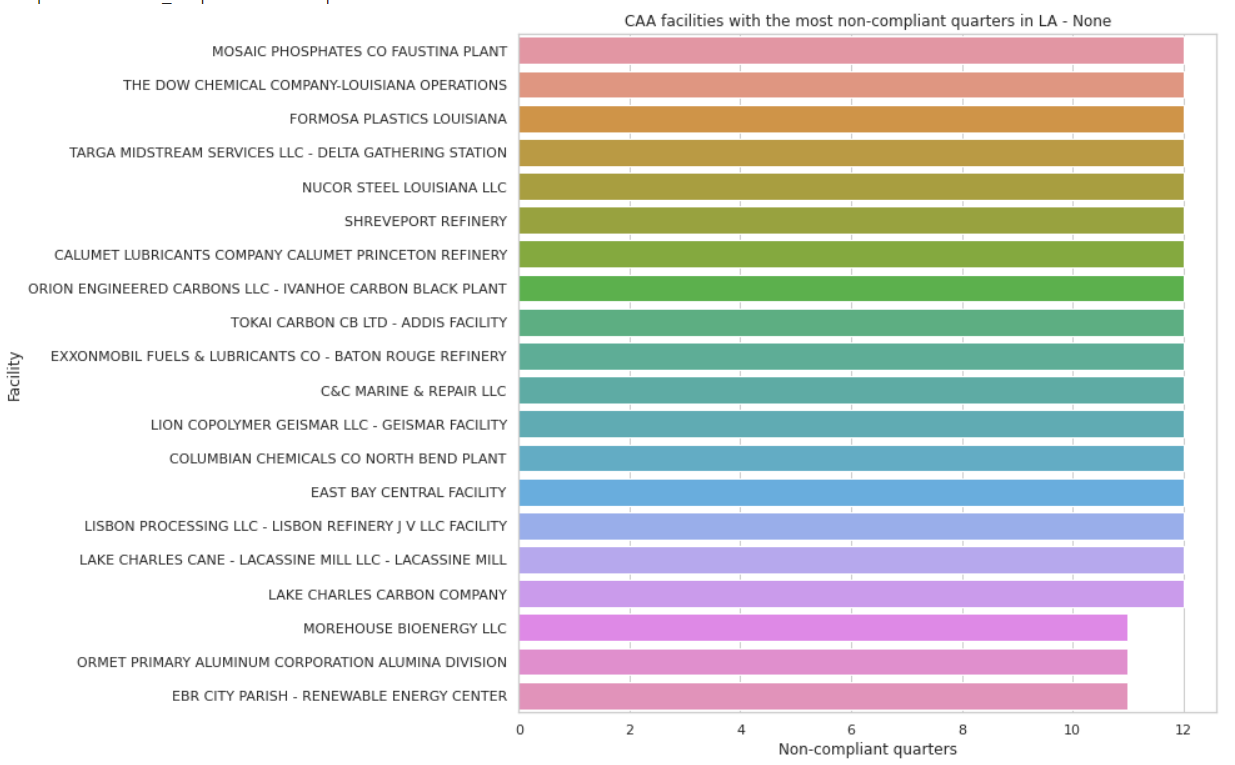 CAA facilities with the most non-compliant quarters in LA - None
MOSAIC PHOSPHATES CO FAUSTINA PLANT
THE DOW CHEMICAL COMPANY-LOUISIANA OPERATIONS
FORMOSA PLASTICS LOUISIANA
TARGA MIDSTREAM SERVICES LLC - DELTA GATHERING STATION
NUCOR STEEL LOUISIANA LLC
SHREVEPORT REFINERY
CALUMET LUBRICANTS COMPANY CALUMET PRINCETON REFINERY
ORION ENGINEERED CARBONS LLC - IVANHOE CARBON BLACK PLANT
TOKAI CARBON CB LTD - ADDIS FACILITY
EXXONMOBIL FUELS & LUBRICANTS CO - BATON ROUGE REFINERY
C&C MARINE & REPAIR LLC
LION COPOLYMER GEISMAR LLC - GEISMAR FACILITY
COLUMBIAN CHEMICALS CO NORTH BEND PLANT
EAST BAY CENTRAL FACILITY
LISBON PROCESSING LLC - LISBON REFINERY J V LLC FACILITY
LAKE CHARLES CANE - LACASSINE MILL LLC - LACASSINE MILL
LAKE CHARLES CARBON COMPANY
MOREHOUSE BIOENERGY LLC
ORMET PRIMARY ALUMINUM CORPORATION ALUMINA DIVISION
EBR CITY PARISH - RENEWABLE ENERGY CENTER
Facility
0 2 4 6 8 10 12
Non-compliant quarters